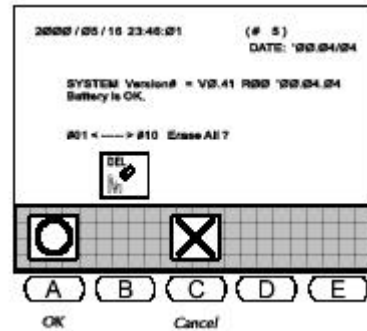 2000/05/16 23:46:01 (# 5)
DATE: '00.04/04
SYSTEM Version# = V0.41 R00 '00.04.04
Battery is OK.
#01 <-----> #10 Erase All ?
DEL
A B C D E
OK Cancel